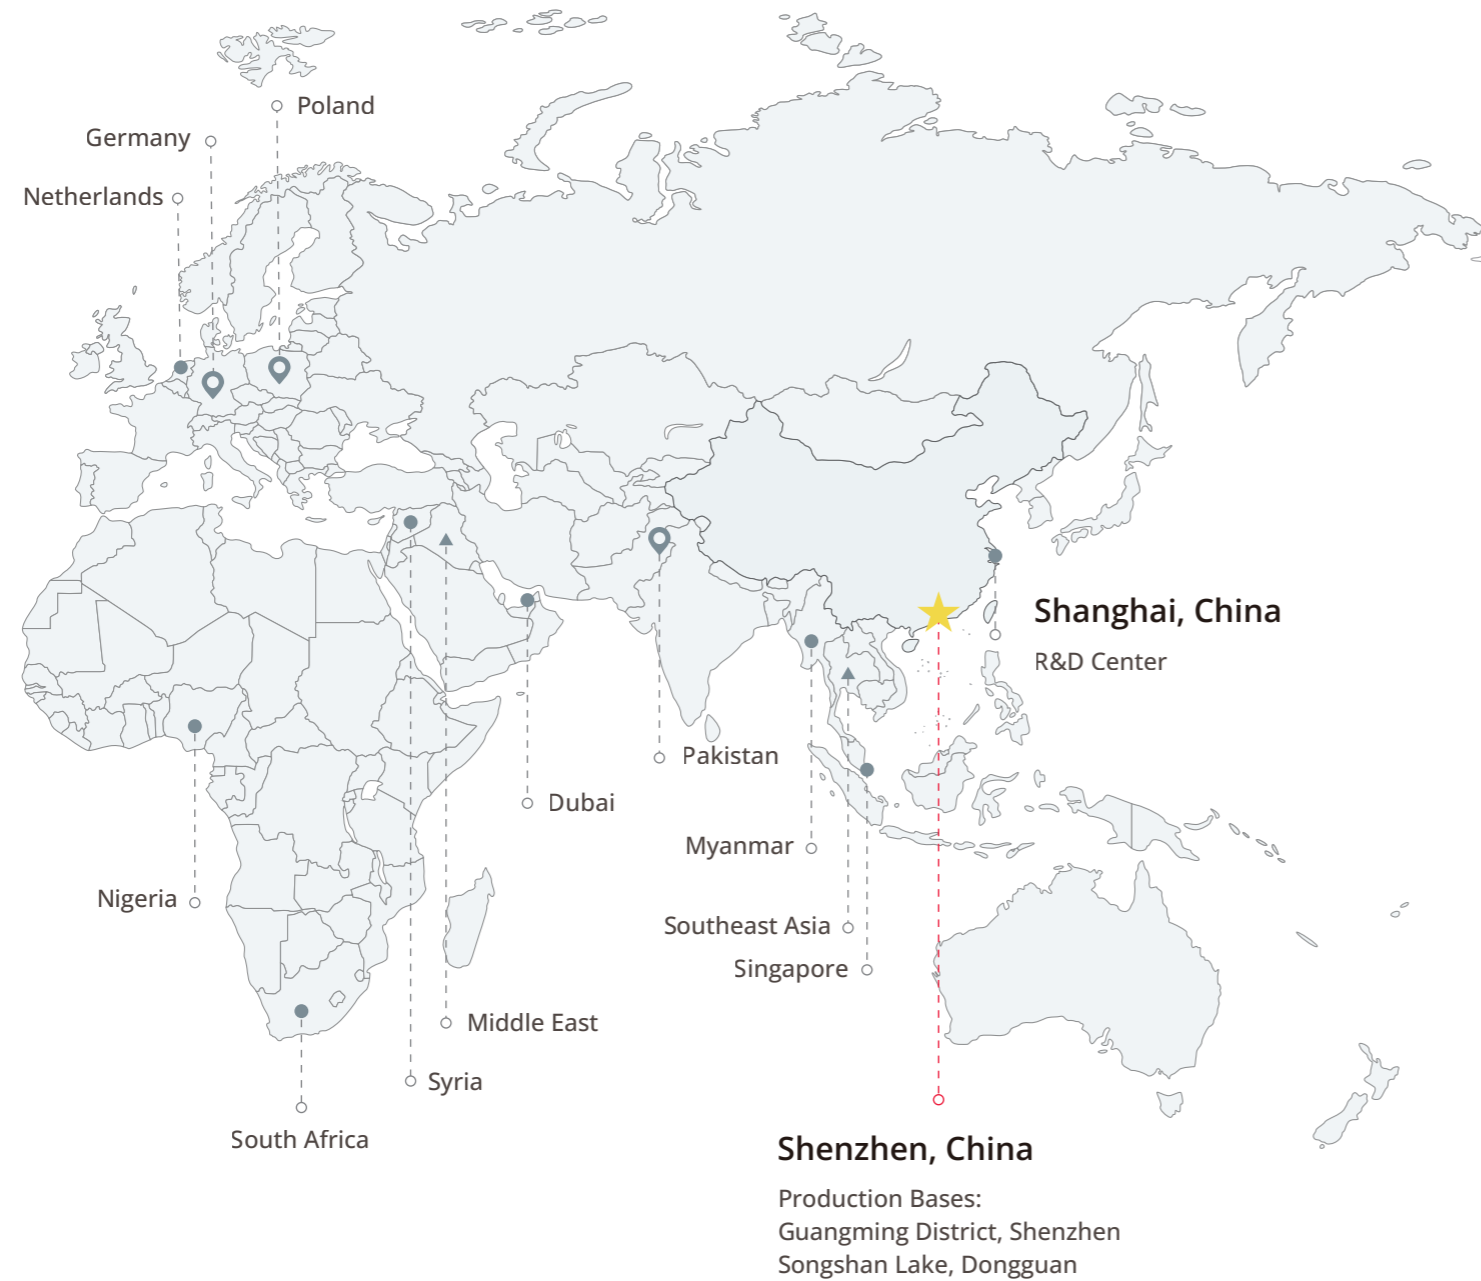 Poland
Germany
Netherlands
Shanghai, China
R&D Center
Pakistan
Dubai
Myanmar
Nigeria
Southeast Asia
Singapore
Middle East
Syria
South Africa
Shenzhen, China
Production Bases:
Guangming District, Shenzhen
Songshan Lake, Dongguan